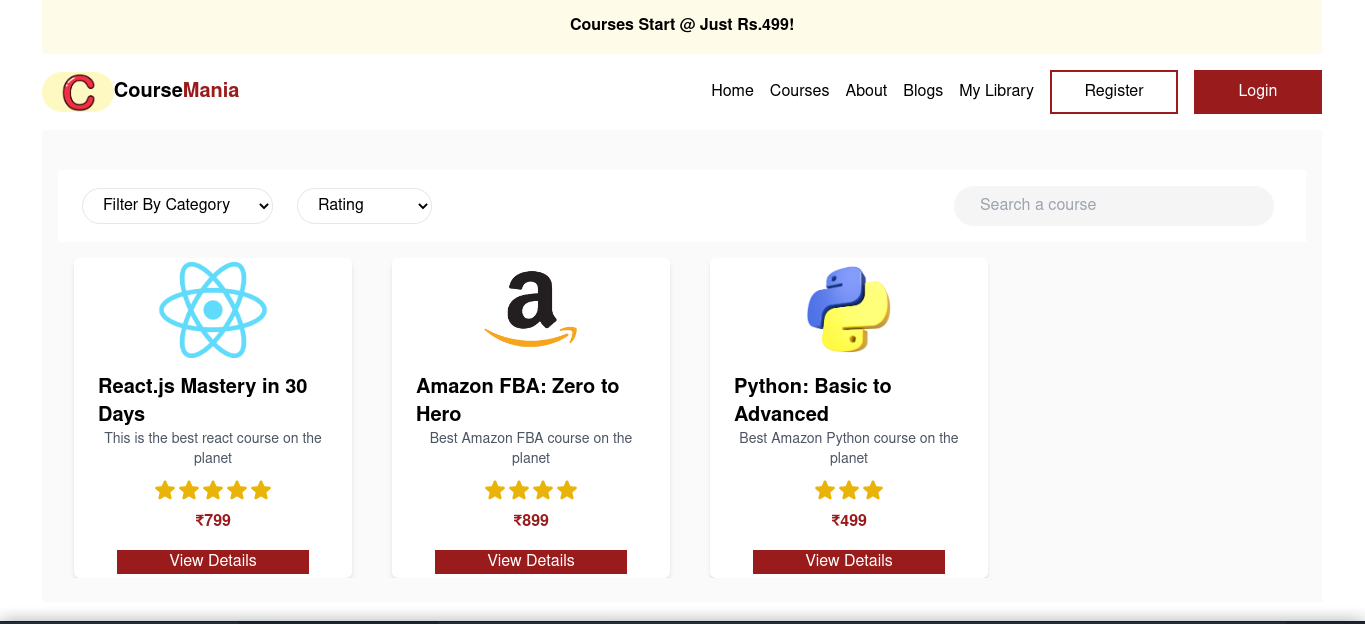 Courses Start @ Just Rs.499!
C CourseMania
Home Courses About Blogs My Library Register Login
Filter By Category Rating Search a course
a
React.js Mastery in 30
Days
This is the best react course on the
planet
₹799
View Details
Amazon FBA: Zero to
Hero
Best Amazon FBA course on the
planet
₹899
View Details
Python: Basic to
Advanced
Best Amazon Python course on the
planet
₹499
View Details